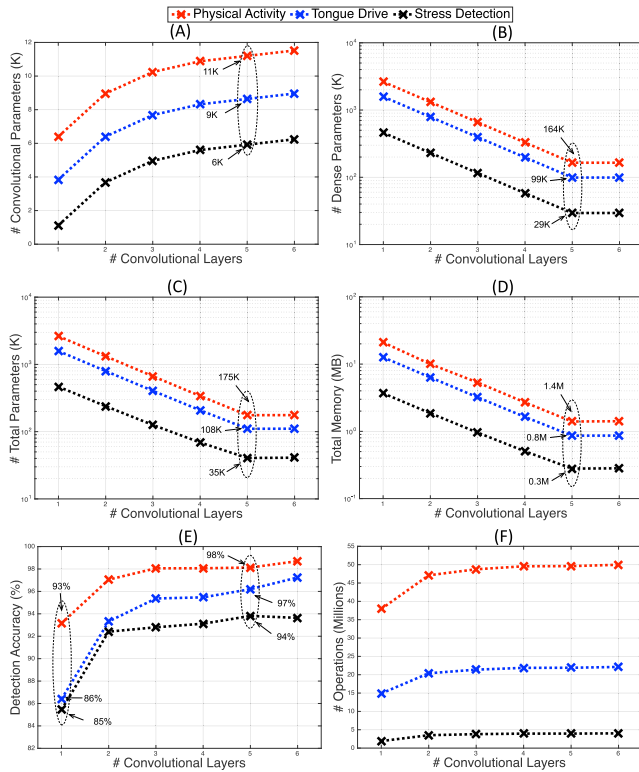 Physical Activity Tongue Drive Stress Detection
(A)
# Convolutional Parameters (K)
12
10
8
6
4
2
0
11K
9K
6K
1 2 3 4 5 6
# Convolutional Layers
(B)
# Dense Parameters (K)
10^4
10^3
10^2
10^1
164K
99K
29K
1 2 3 4 5 6
# Convolutional Layers
(C)
# Total Parameters (K)
10^4
10^3
10^2
10^1
175K
108K
35K
1 2 3 4 5 6
# Convolutional Layers
(D)
Total Memory (MB)
10^2
10^1
10^0
10^-1
1.4M
0.8M
0.3M
1 2 3 4 5 6
# Convolutional Layers
(E)
Detection Accuracy (%)
100
98
96
94
92
90
88
86
84
82
93%
86%
85%
98%
97%
94%
1 2 3 4 5 6
# Convolutional Layers
(F)
# Operations (Millions)
55
50
45
40
35
30
25
20
15
10
5
0
1 2 3 4 5 6
# Convolutional Layers